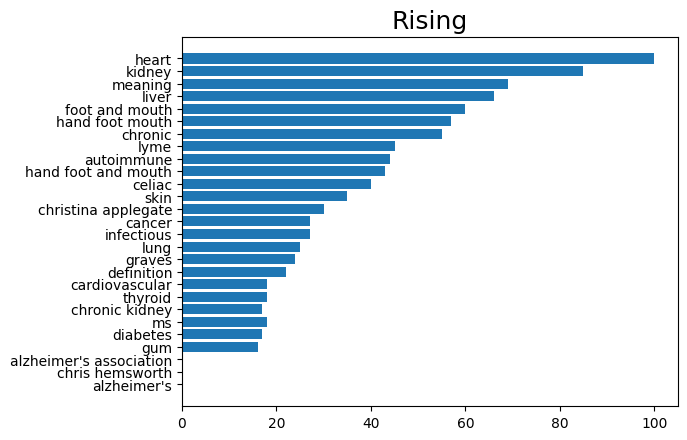 Rising
heart
kidney
meaning
liver
foot and mouth
hand foot mouth
chronic
lyme
autoimmune
hand foot and mouth
celiac
skin
christina applegate
cancer
infectious
lung
graves
definition
cardiovascular
thyroid
chronic kidney
ms
diabetes
gum
alzheimer's association
chris hemsworth
alzheimer's
0 20 40 60 80 100